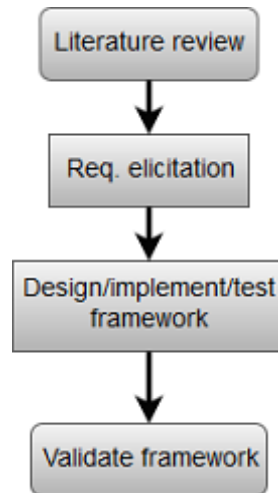 Literature review
Req. elicitation
Design/implement/test
framework
Validate framework